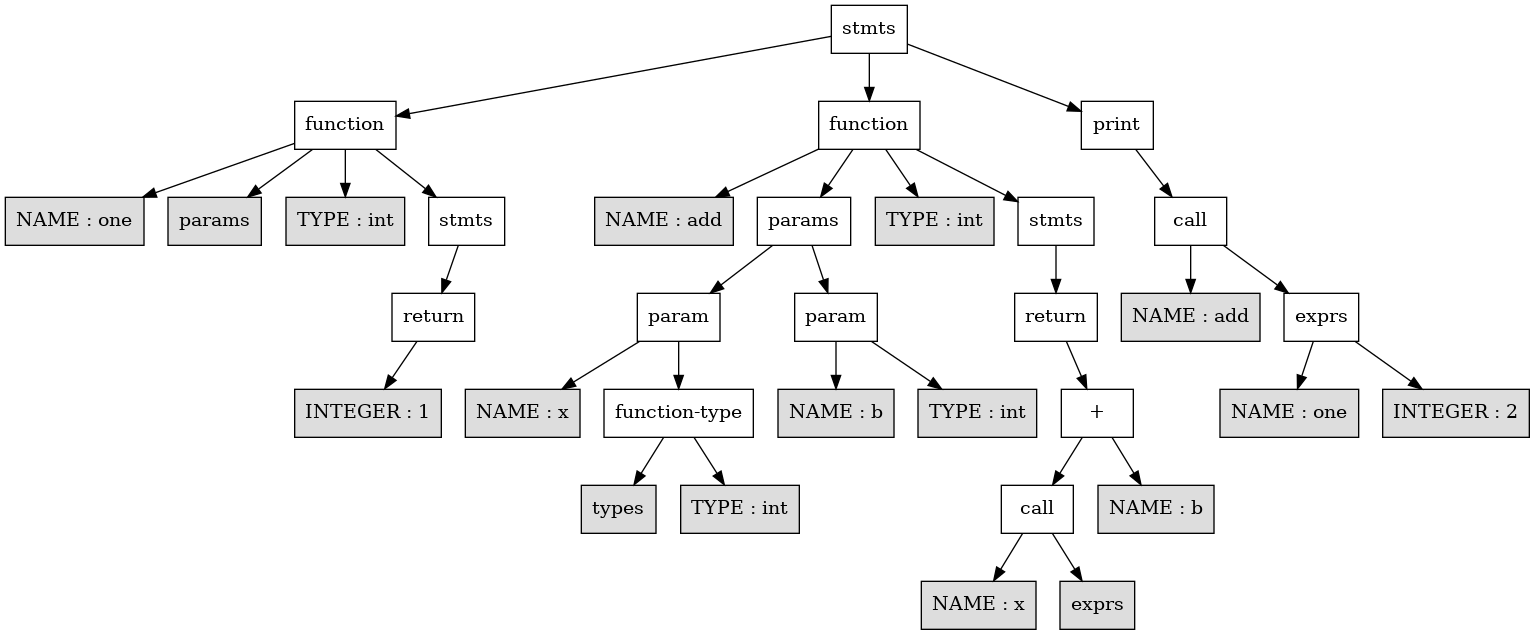 stmts
function
function
print
NAME : one
params
TYPE : int
stmts
NAME : add
params
TYPE : int
stmts
call
return
param
param
return
NAME : add
exprs
INTEGER : 1
NAME : x
function-type
NAME : b
TYPE : int
+
NAME : one
INTEGER : 2
types
TYPE : int
call
NAME : b
NAME : x
exprs